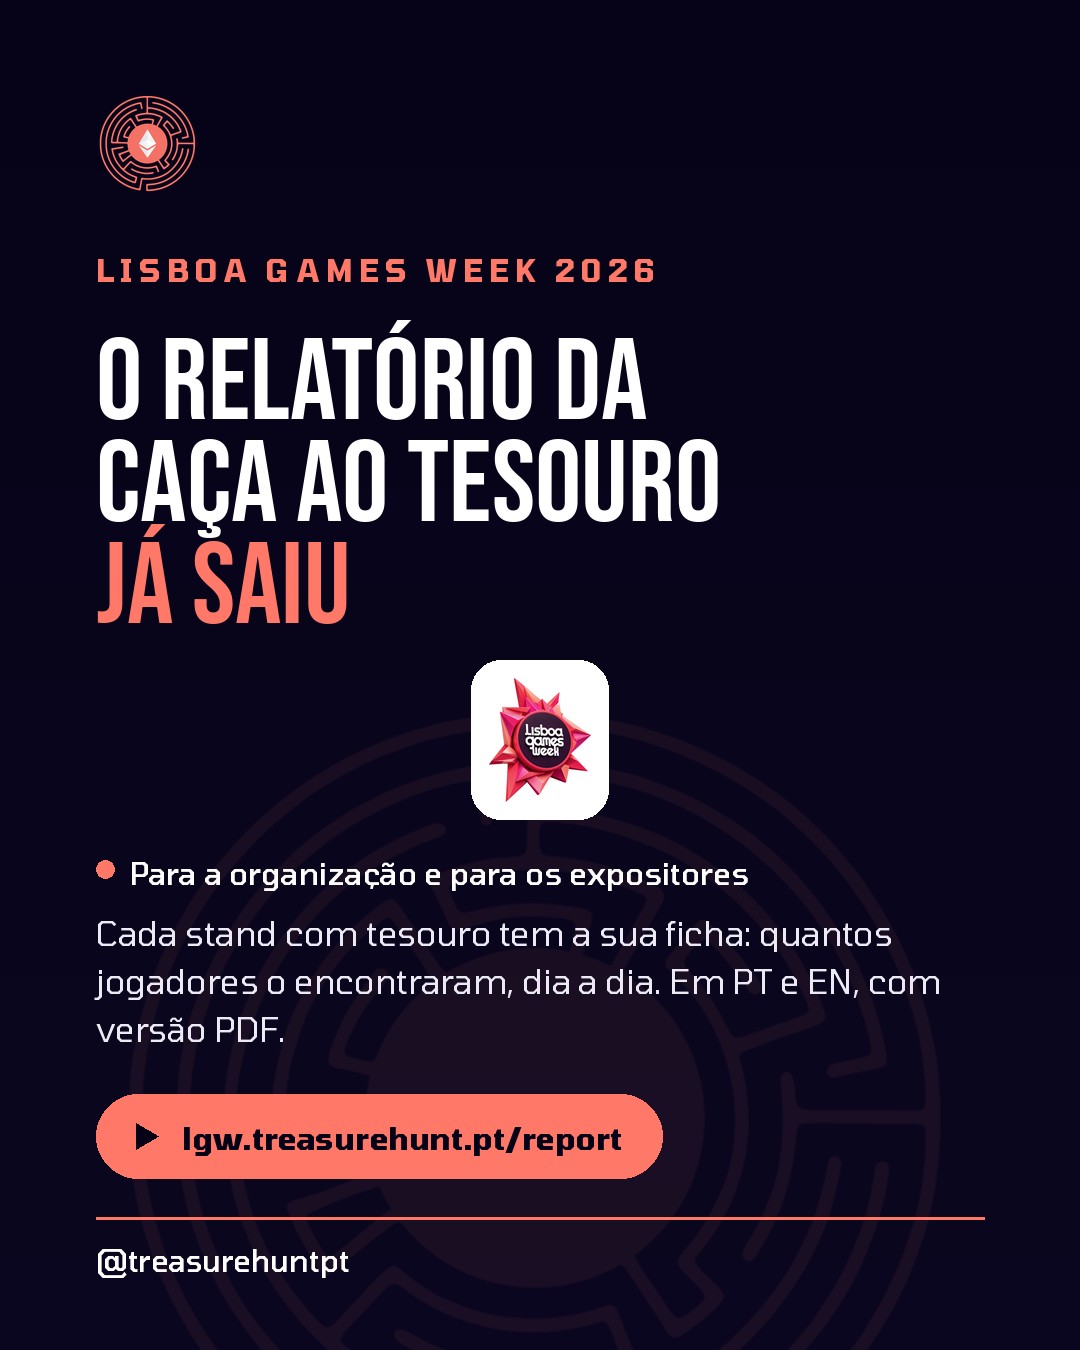 LISBOA GAMES WEEK 2026
O RELATÓRIO DA
CAÇA AO TESOURO
JÁ SAIU
Lisboa
games
week
Para a organização e para os expositores
Cada stand com tesouro tem a sua ficha: quantos
jogadores o encontraram, dia a dia. Em PT e EN, com
versão PDF.
lgw.treasurehunt.pt/report
@treasurehuntpt